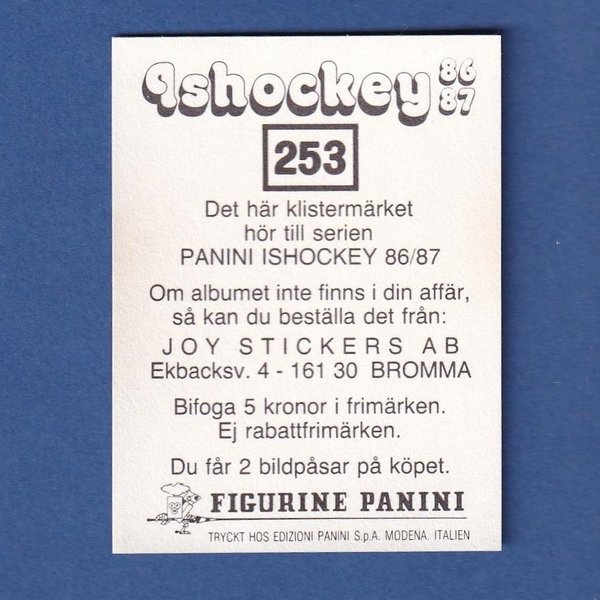 Ishockey 86
87
253
Det här klistermärket
hör till serien
PANINI ISHOCKEY 86/87
Om albumet inte finns i din affär,
så kan du beställa det från:
JOY STICKERS AB
Ekbacksv. 4 - 161 30 BROMMA
Bifoga 5 kronor i frimärken.
Ej rabattfrimärken.
Du får 2 bildpåsar på köpet.
FIGURINE PANINI
TRYCKT HOS EDIZIONI PANINI S.p.A. MODENA. ITALIEN